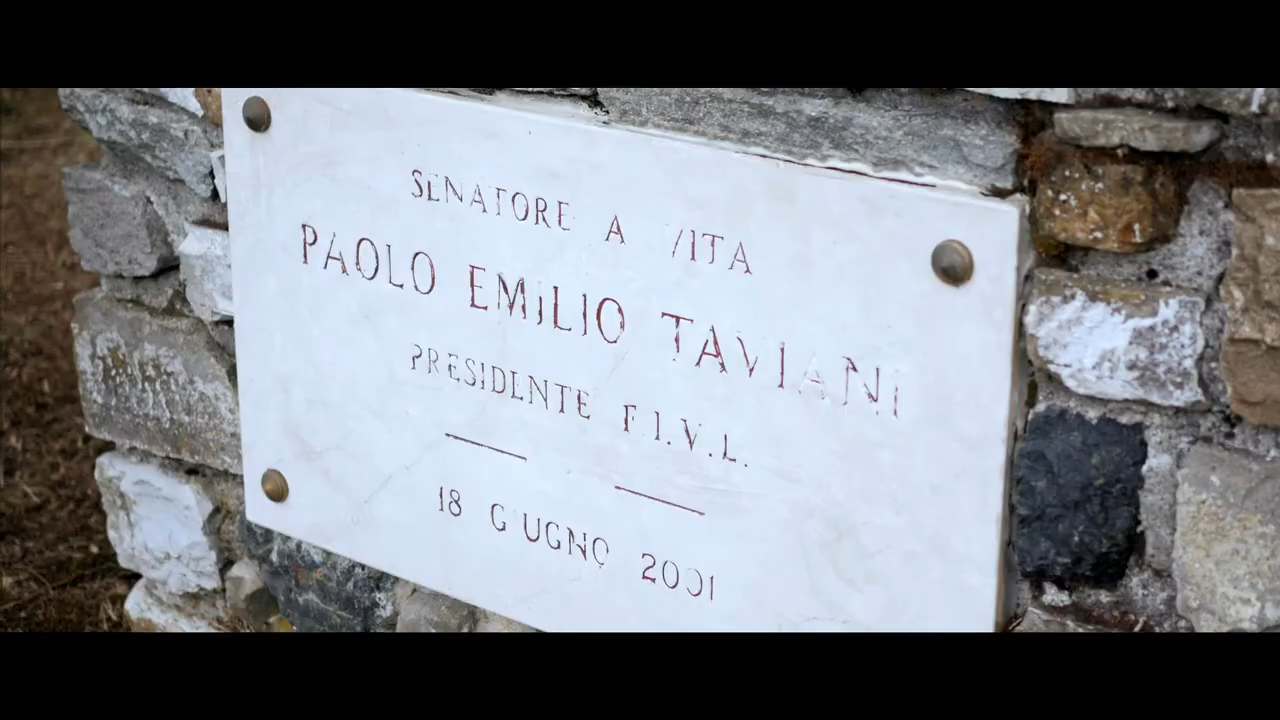 SENATORE A VITA
PAOLO EMILIO TAVIANI
PRESIDENTE F.I.V.L.
18 GIUGNO 2001